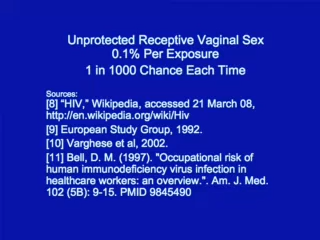 Unprotected Receptive Vaginal Sex
0.1% Per Exposure
1 in 1000 Chance Each Time
Sources:
[8] “HIV,” Wikipedia, accessed 21 March 08,
http://en.wikipedia.org/wiki/Hiv
[9] European Study Group, 1992.
[10] Varghese et al, 2002.
[11] Bell, D. M. (1997). "Occupational risk of
human immunodeficiency virus infection in
healthcare workers: an overview.". Am. J. Med.
102 (5B): 9-15. PMID 9845490